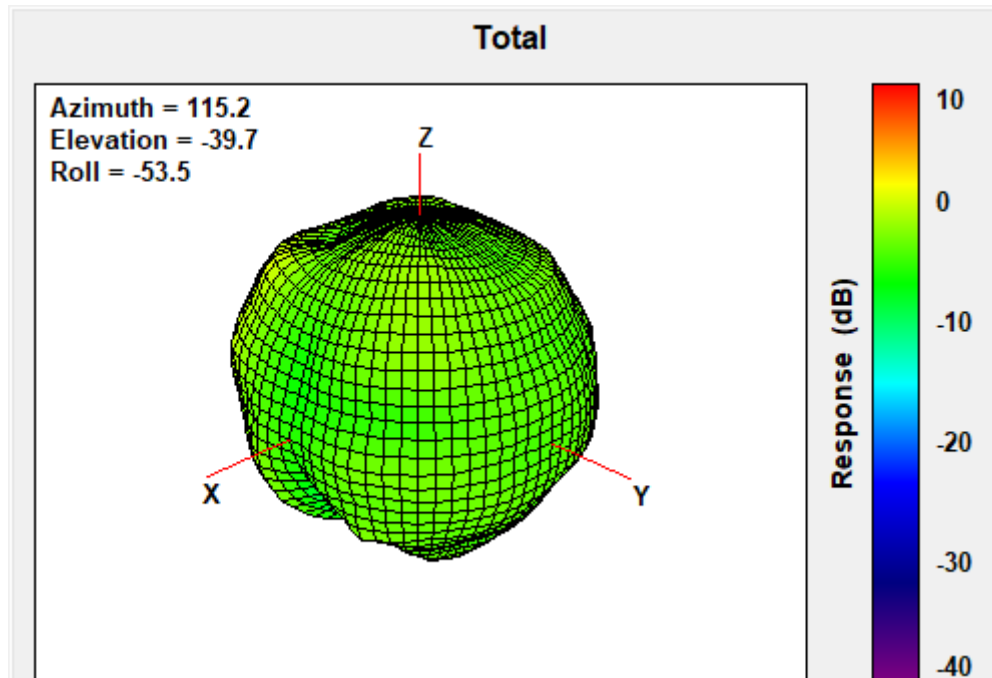 Total
Azimuth = 115.2
Elevation = -39.7
Roll = -53.5
Z
X
Y
10
0
-10
-20
-30
-40
Response (dB)